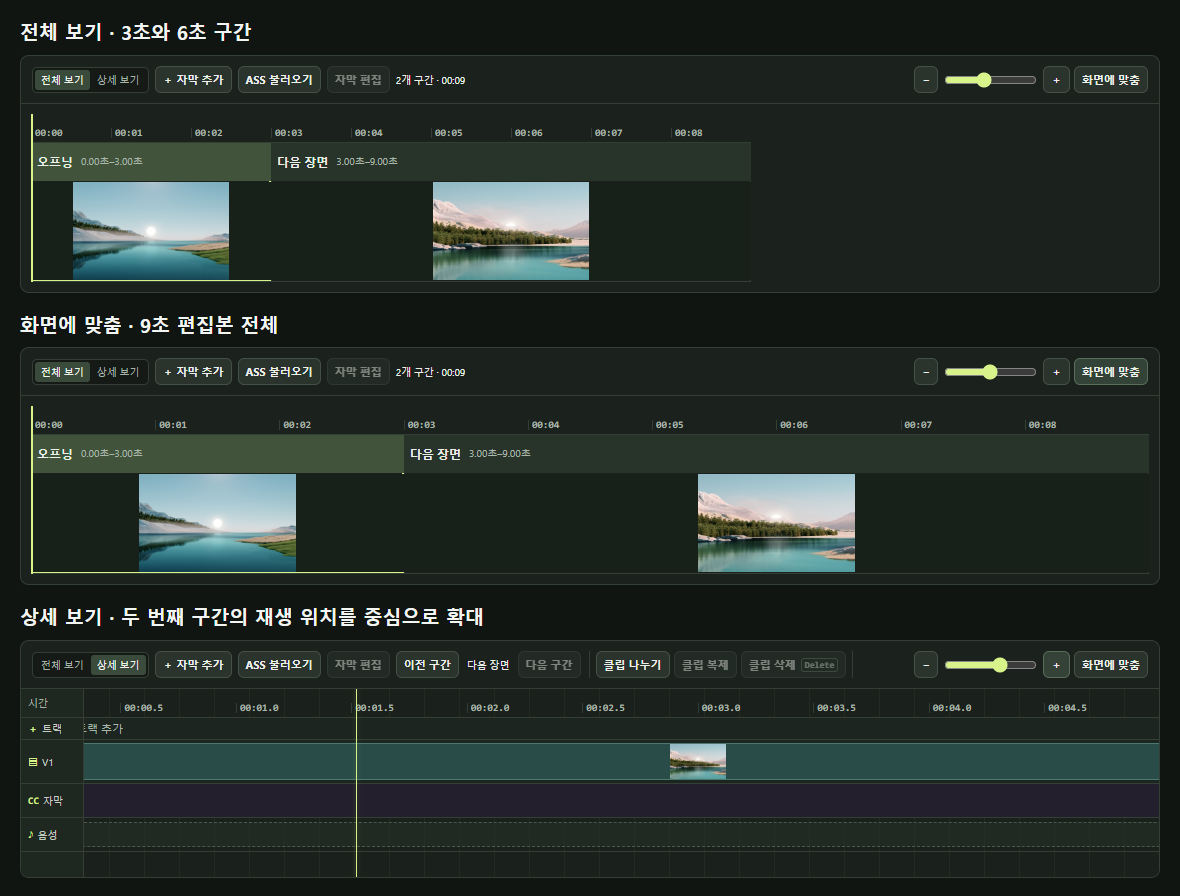 전체 보기 · 3초와 6초 구간
전체 보기 상세 보기 + 자막 추가 ASS 불러오기 자막 편집 2개 구간 · 00:09 - + 화면에 맞춤
00:00 00:01 00:02 00:03 00:04 00:05 00:06 00:07 00:08
오프닝 0.00초–3.00초 다음 장면 3.00초–9.00초
화면에 맞춤 · 9초 편집본 전체
전체 보기 상세 보기 + 자막 추가 ASS 불러오기 자막 편집 2개 구간 · 00:09 - + 화면에 맞춤
00:00 00:01 00:02 00:03 00:04 00:05 00:06 00:07 00:08
오프닝 0.00초–3.00초 다음 장면 3.00초–9.00초
상세 보기 · 두 번째 구간의 재생 위치를 중심으로 확대
전체 보기 상세 보기 + 자막 추가 ASS 불러오기 자막 편집 이전 구간 다음 장면 다음 구간 클립 나누기 클립 복제 클립 삭제 Delete - + 화면에 맞춤
시간 00:00.5 00:01.0 00:01.5 00:02.0 00:02.5 00:03.0 00:03.5 00:04.0 00:04.5
+ 트랙 추가
V1
CC 자막
♪ 음성